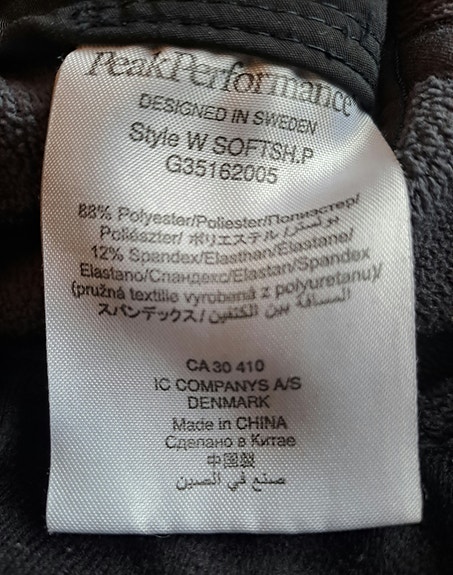 PeakPerformance
DESIGNED IN SWEDEN
Style W SOFTSH.P
G35162005
88% Polyester/Poliester/Полиэстер/
Poliészter/ ポリエステル /بوليستر
12% Spandex/Elasthan/Elastane/
Elastano/Спандекс/Elastan/Spandex
(pružná textilie vyrobená z polyuretanu)/
スパンデックス/المسافة بين الكتفين
CA 30 410
IC COMPANYS A/S
DENMARK
Made in CHINA
Сделано в Китае
中国製
صنع في الصين